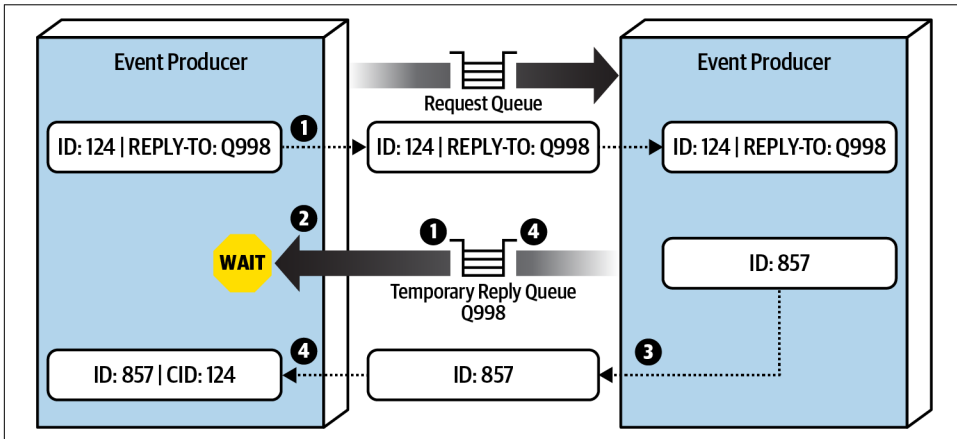 Event Producer
Event Producer
Request Queue
1
ID: 124 | REPLY-TO: Q998
ID: 124 | REPLY-TO: Q998
ID: 124 | REPLY-TO: Q998
2
1
4
WAIT
ID: 857
Temporary Reply Queue
Q998
4
3
ID: 857 | CID: 124
ID: 857